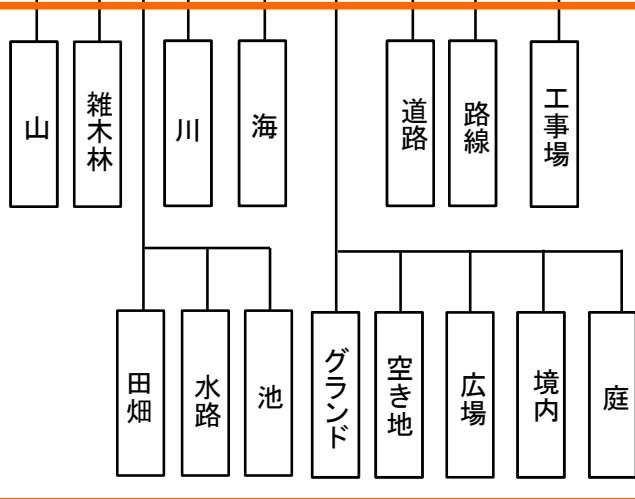 山
雑木林
川
海
道路
路線
工事場
田畑
水路
池
グランド
空き地
広場
境内
庭